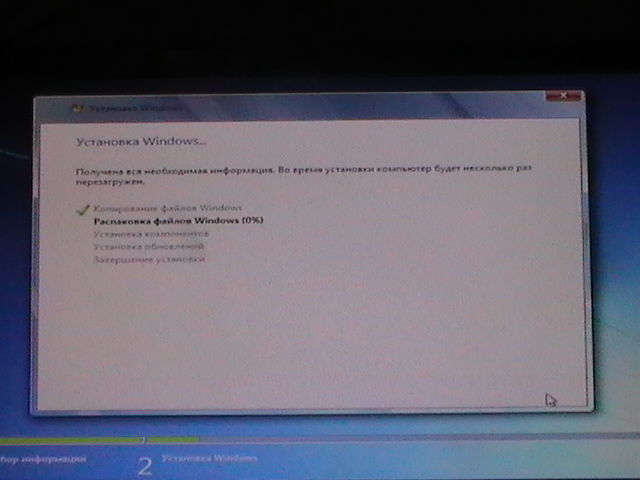 Установка Windows
Установка Windows...
Получена вся необходимая информация. Во время установки компьютер будет несколько раз
перезагружен.
Копирование файлов Windows
Распаковка файлов Windows (0%)
Установка компонентов
Установка обновлений
Завершение установки
бор информации
2 Установка Windows